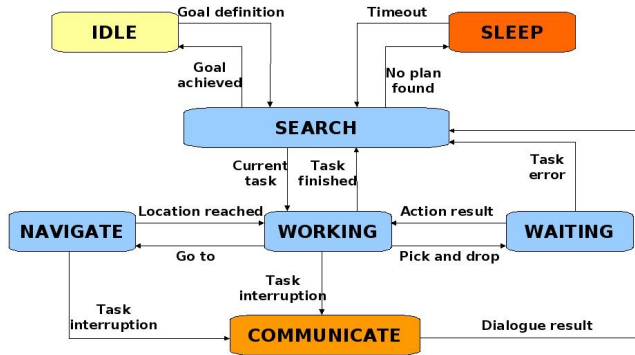 Goal definition
Timeout
IDLE
SLEEP
Goal
achieved
No plan
found
SEARCH
Current
task
Task
finished
Task
error
Location reached
Action result
NAVIGATE
WORKING
WAITING
Go to
Pick and drop
Task
interruption
Task
interruption
COMMUNICATE
Dialogue result